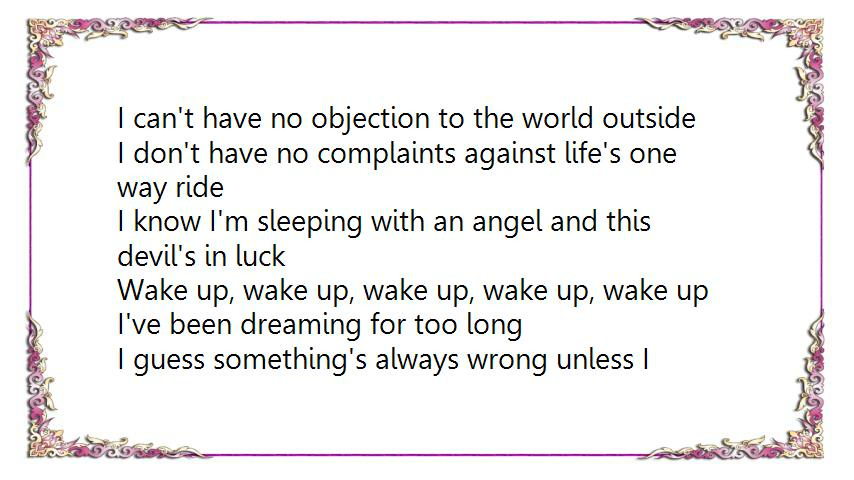 I can't have no objection to the world outside
I don't have no complaints against life's one
way ride
I know I'm sleeping with an angel and this
devil's in luck
Wake up, wake up, wake up, wake up, wake up
I've been dreaming for too long
I guess something's always wrong unless I